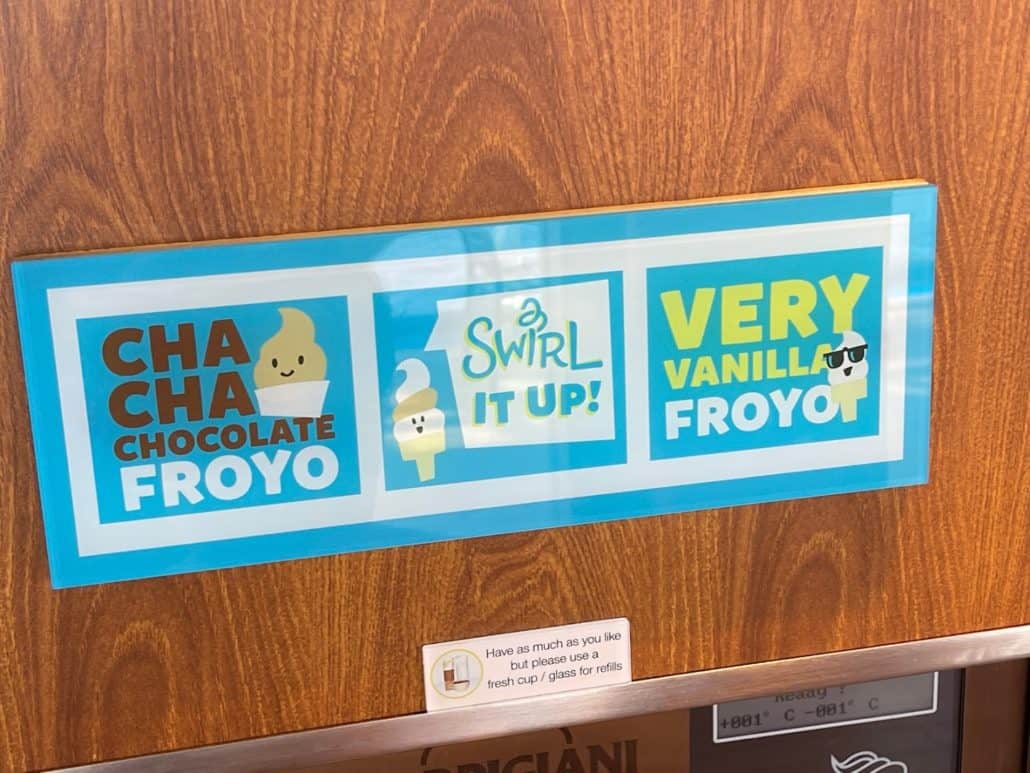 CHA
CHA
CHOCOLATE
FROYO
a
SWIRL
IT UP!
VERY
VANILLA
FROYO
Have as much as you like
but please use a
fresh cup / glass for refills
Ready !
+001° C -001° C